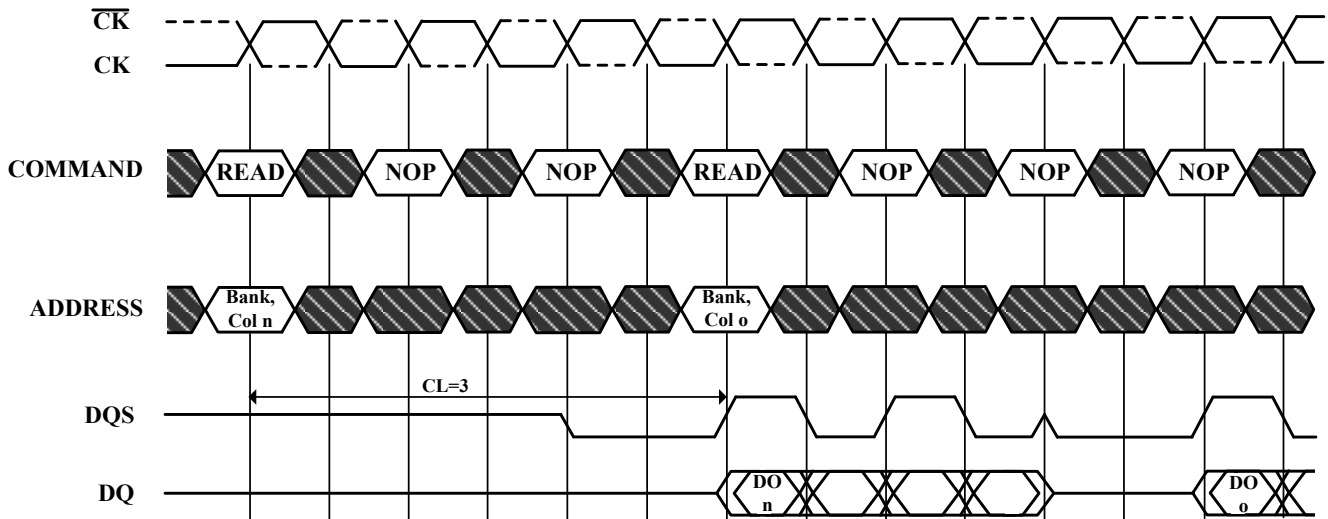 CK
CK
COMMAND READ NOP NOP READ NOP NOP NOP
ADDRESS Bank, Col n Bank, Col o
CL=3
DQS
DQ DO n DO o